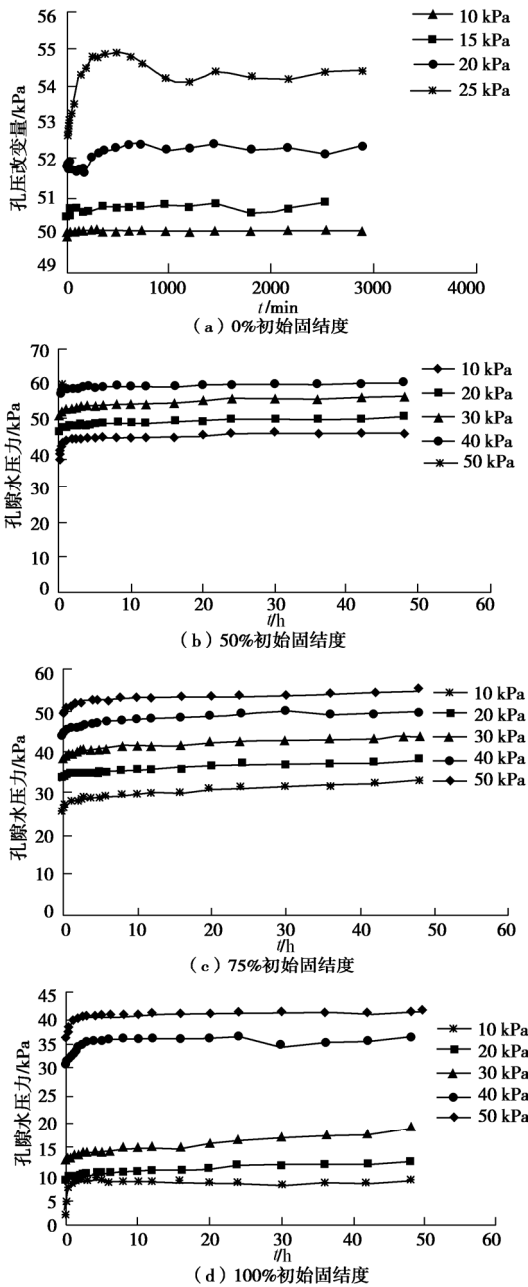 孔压改变量/kPa
56
55
54
53
52
51
50
49
0
1000
2000
3000
4000
10 kPa
15 kPa
20 kPa
25 kPa
t/min
（a）0%初始固结度
孔隙水压力/kPa
70
60
50
40
30
20
10
0
0
10
20
30
40
50
60
10 kPa
20 kPa
30 kPa
40 kPa
50 kPa
t/h
（b）50%初始固结度
孔隙水压力/kPa
60
50
40
30
20
10
0
0
10
20
30
40
50
60
10 kPa
20 kPa
30 kPa
40 kPa
50 kPa
t/h
（c）75%初始固结度
孔隙水压力/kPa
45
40
35
30
25
20
15
10
5
0
0
10
20
30
40
50
60
10 kPa
20 kPa
30 kPa
40 kPa
50 kPa
t/h
（d）100%初始固结度